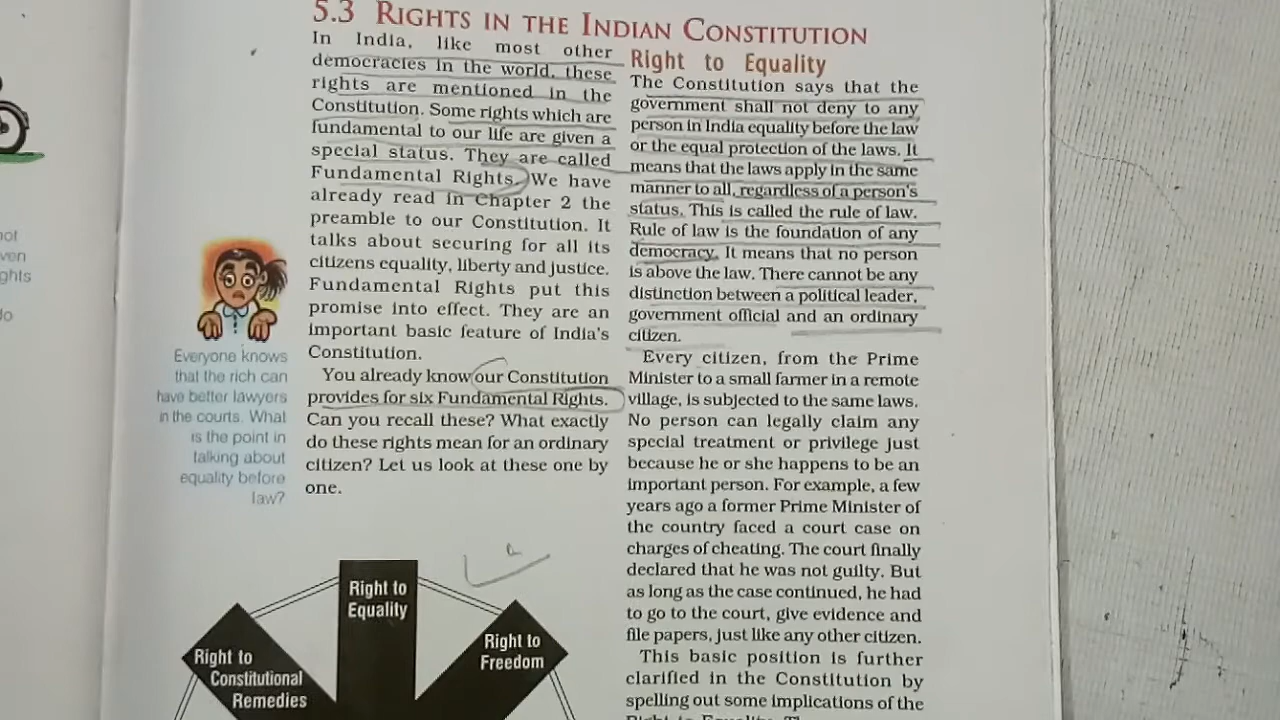 5.3 RIGHTS IN THE INDIAN CONSTITUTION
In India, like most other
democracies in the world, these
rights are mentioned in the
Constitution. Some rights which are
fundamental to our life are given a
special status. They are called
Fundamental Rights. We have
already read in Chapter 2 the
preamble to our Constitution. It
talks about securing for all its
citizens equality, liberty and justice.
Fundamental Rights put this
promise into effect. They are an
important basic feature of India's
Constitution.
You already know our Constitution
provides for six Fundamental Rights.
Can you recall these? What exactly
do these rights mean for an ordinary
citizen? Let us look at these one by
one.
Everyone knows
that the rich can
have better lawyers
in the courts. What
is the point in
talking about
equality before
law?
Right to
Equality
Right to
Freedom
Right to
Constitutional
Remedies
Right to Equality
The Constitution says that the
government shall not deny to any
person in India equality before the law
or the equal protection of the laws. It
means that the laws apply in the same
manner to all, regardless of a person's
status. This is called the rule of law.
Rule of law is the foundation of any
democracy. It means that no person
is above the law. There cannot be any
distinction between a political leader,
government official and an ordinary
citizen.
Every citizen, from the Prime
Minister to a small farmer in a remote
village, is subjected to the same laws.
No person can legally claim any
special treatment or privilege just
because he or she happens to be an
important person. For example, a few
years ago a former Prime Minister of
the country faced a court case on
charges of cheating. The court finally
declared that he was not guilty. But
as long as the case continued, he had
to go to the court, give evidence and
file papers, just like any other citizen.
This basic position is further
clarified in the Constitution by
spelling out some implications of the